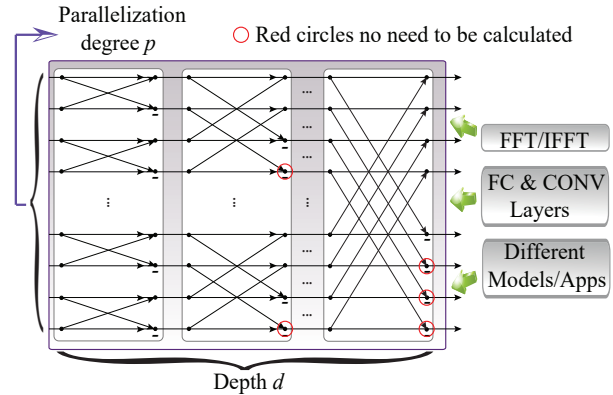 Parallelization
degree p
Red circles no need to be calculated
...
...
...
...
...
...
...
...
...
...
...
FFT/IFFT
FC & CONV
Layers
Different
Models/Apps
Depth d